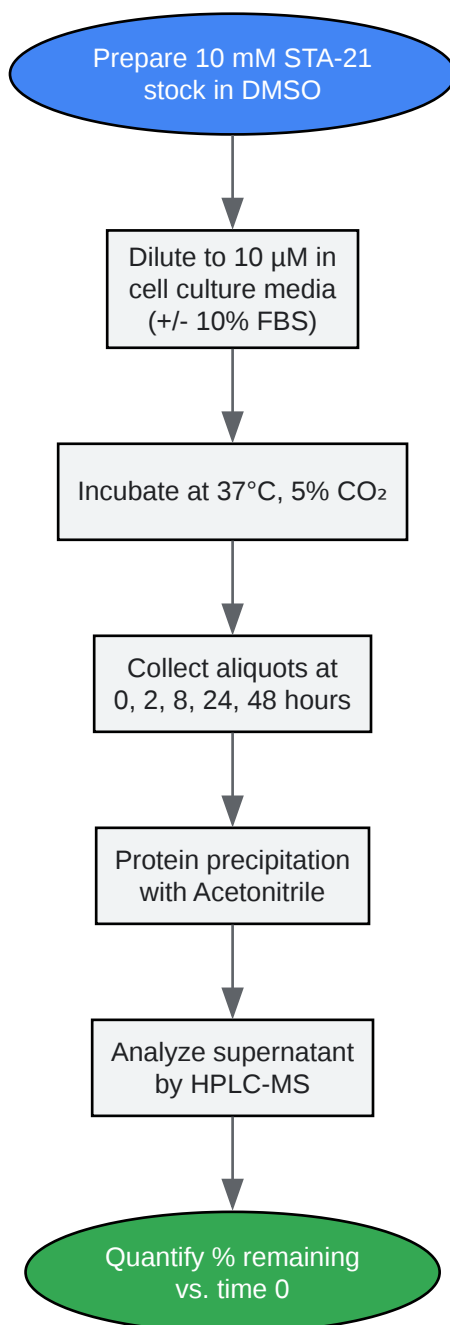 Prepare 10 mM STA-21
stock in DMSO
Dilute to 10 µM in
cell culture media
(+/- 10% FBS)
Incubate at 37°C, 5% CO₂
Collect aliquots at
0, 2, 8, 24, 48 hours
Protein precipitation
with Acetonitrile
Analyze supernatant
by HPLC-MS
Quantify % remaining
vs. time 0